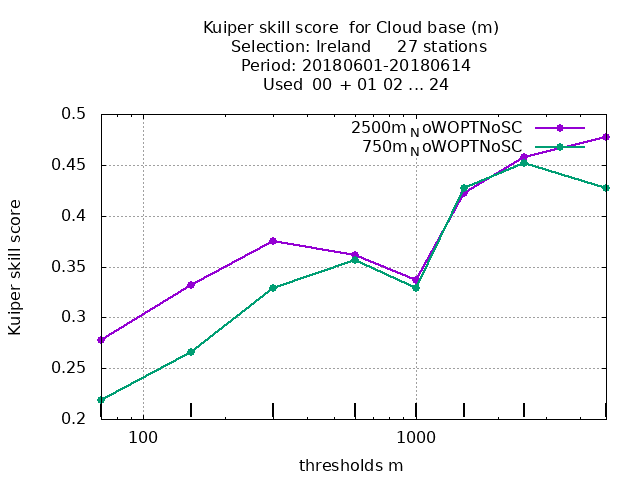 Kuiper skill score  for Cloud base (m)
Selection: Ireland     27 stations
Period: 20180601-20180614
Used  00 + 01 02 ... 24
2500m_NoWOPTNoSC
750m_NoWOPTNoSC
0.5
0.45
0.4
0.35
0.3
0.25
0.2
Kuiper skill score
100 1000
thresholds m